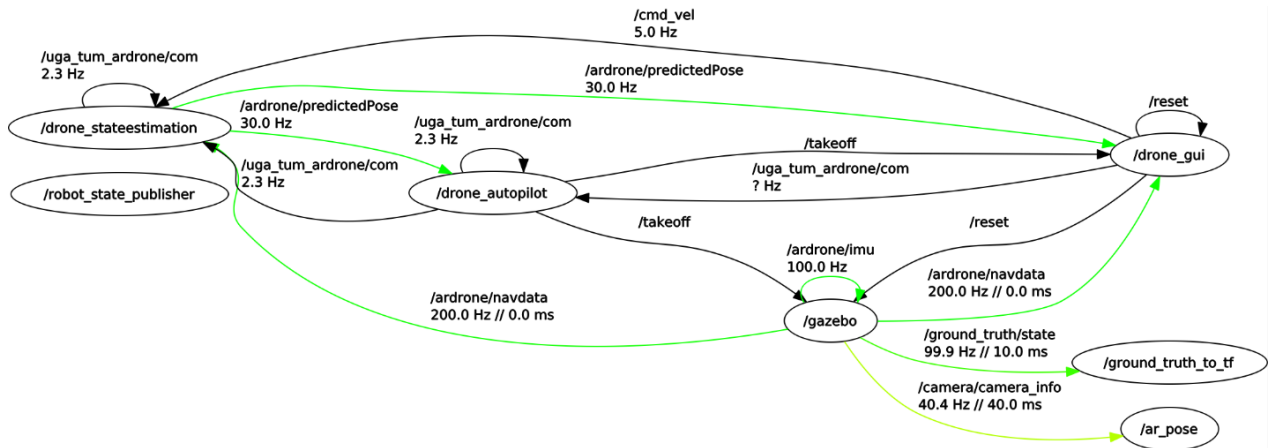 /cmd_vel
5.0 Hz
/uga_tum_ardrone/com
2.3 Hz
/ardrone/predictedPose
30.0 Hz
/drone_stateestimation
/ardrone/predictedPose
30.0 Hz
/uga_tum_ardrone/com
2.3 Hz
/reset
/takeoff
/drone_gui
/uga_tum_ardrone/com
2.3 Hz
/uga_tum_ardrone/com
? Hz
/robot_state_publisher
/drone_autopilot
/takeoff
/reset
/ardrone/imu
100.0 Hz
/ardrone/navdata
200.0 Hz // 0.0 ms
/ardrone/navdata
200.0 Hz // 0.0 ms
/gazebo
/ground_truth/state
99.9 Hz // 10.0 ms
/ground_truth_to_tf
/camera/camera_info
40.4 Hz // 40.0 ms
/ar_pose